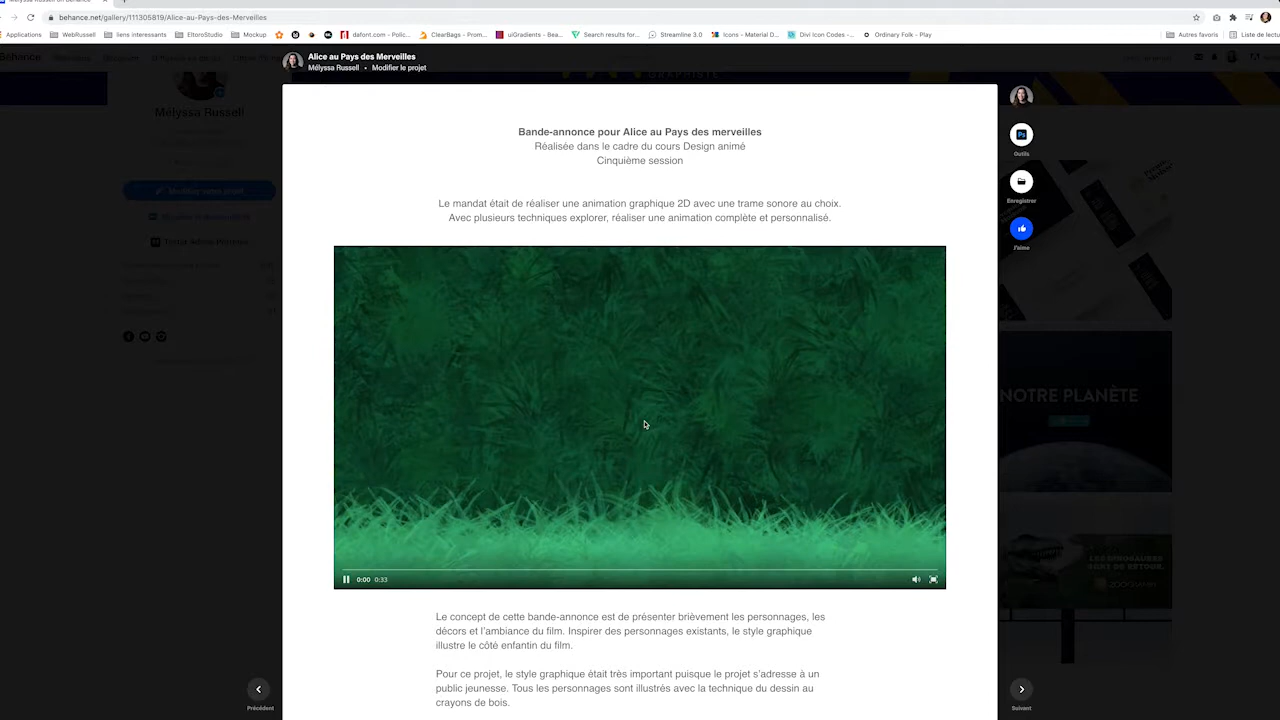 behance.net/gallery/111305819/Alice-au-Pays-des-Merveilles
Applications
WebRussell
liens interessants
EltoroStudio
Mockup
dafont.com - Polic...
ClearBags - Prom...
uiGradients - Bea...
Search results for...
Streamline 3.0
Icons - Material D...
Divi Icon Codes -...
Ordinary Folk - Play
Autres favoris
Liste de lectu
Alice au Pays des Merveilles
Mélyssa Russell • Modifier le projet
GRAPHISTE
Mélyssa Russell
Bande-annonce pour Alice au Pays des merveilles
Réalisée dans le cadre du cours Design animé
Cinquième session
Le mandat était de réaliser une animation graphique 2D avec une trame sonore au choix.
Avec plusieurs techniques explorer, réaliser une animation complète et personnalisé.
Ps
Outils
Enregistrer
J'aime
NOTRE PLANÈTE
0:00 0:33
LES DINOSAURES
SONT DE RETOUR.
Le concept de cette bande-annonce est de présenter brièvement les personnages, les
décors et l'ambiance du film. Inspirer des personnages existants, le style graphique
illustre le côté enfantin du film.
Pour ce projet, le style graphique était très important puisque le projet s'adresse à un
public jeunesse. Tous les personnages sont illustrés avec la technique du dessin au
crayons de bois.
Précédent
Suivant